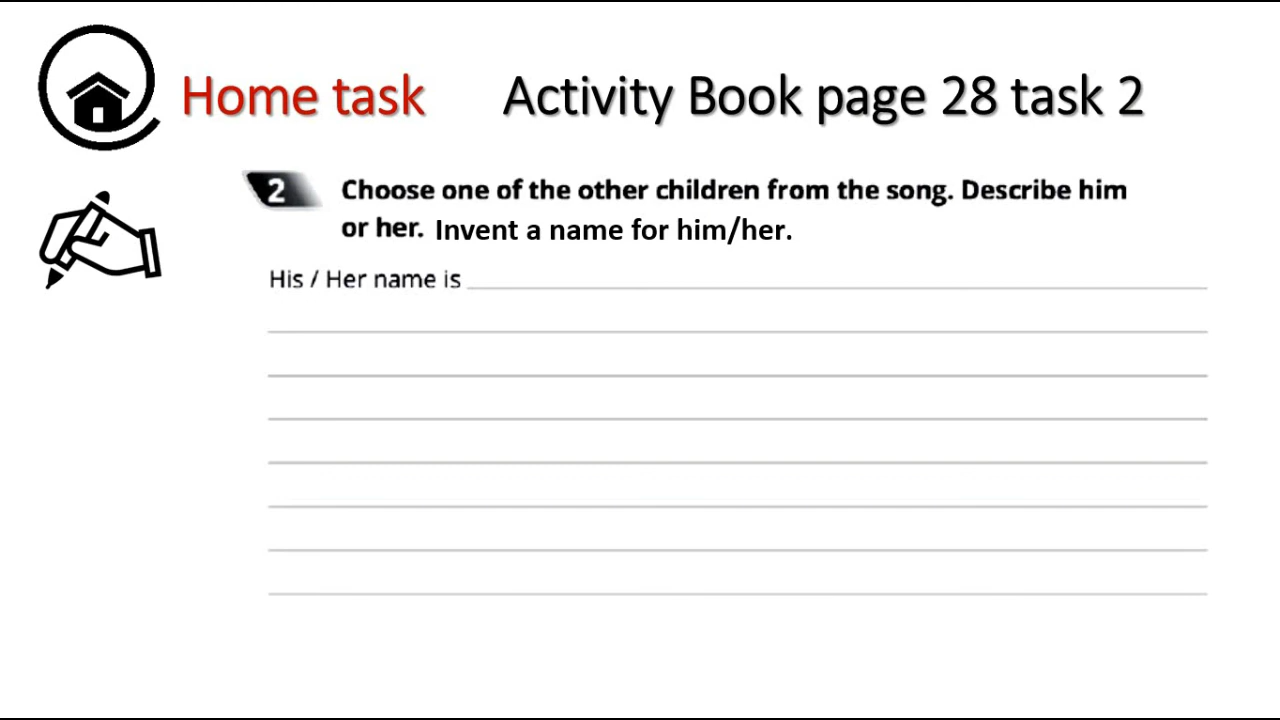 Home task Activity Book page 28 task 2
2 Choose one of the other children from the song. Describe him
or her. Invent a name for him/her.
His / Her name is